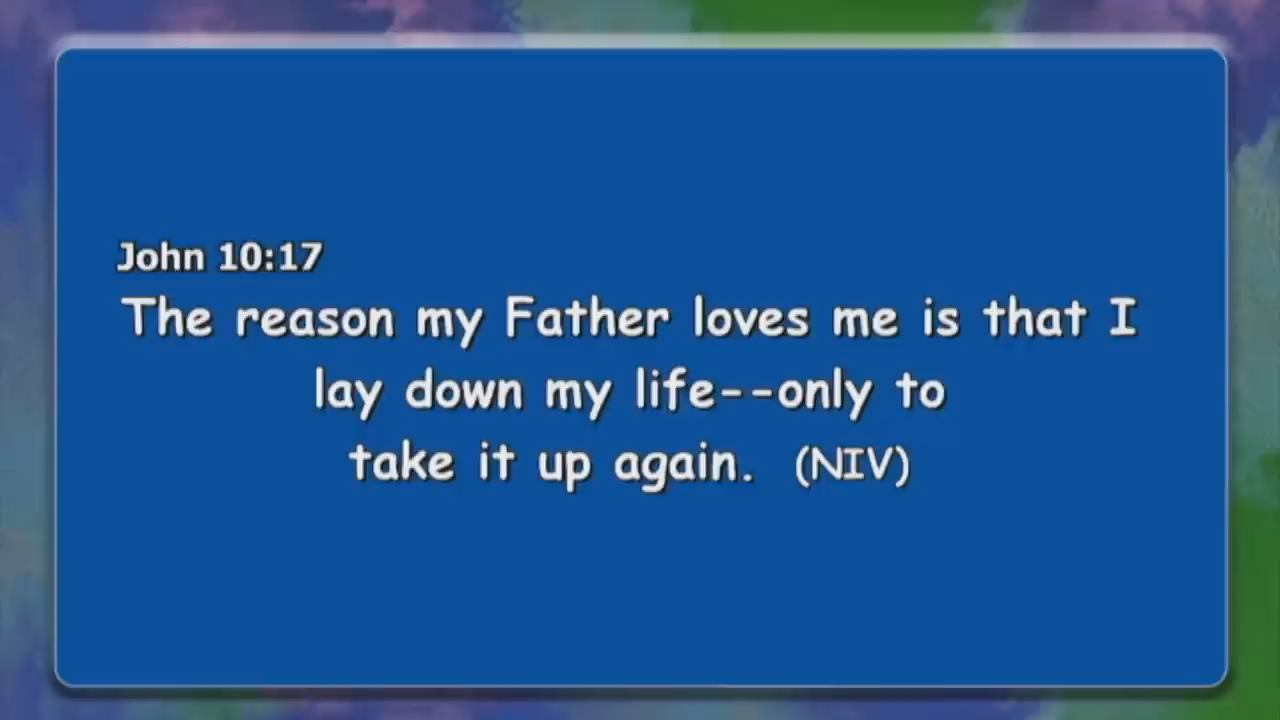 John 10:17
The reason my Father loves me is that I
lay down my life--only to
take it up again. (NIV)